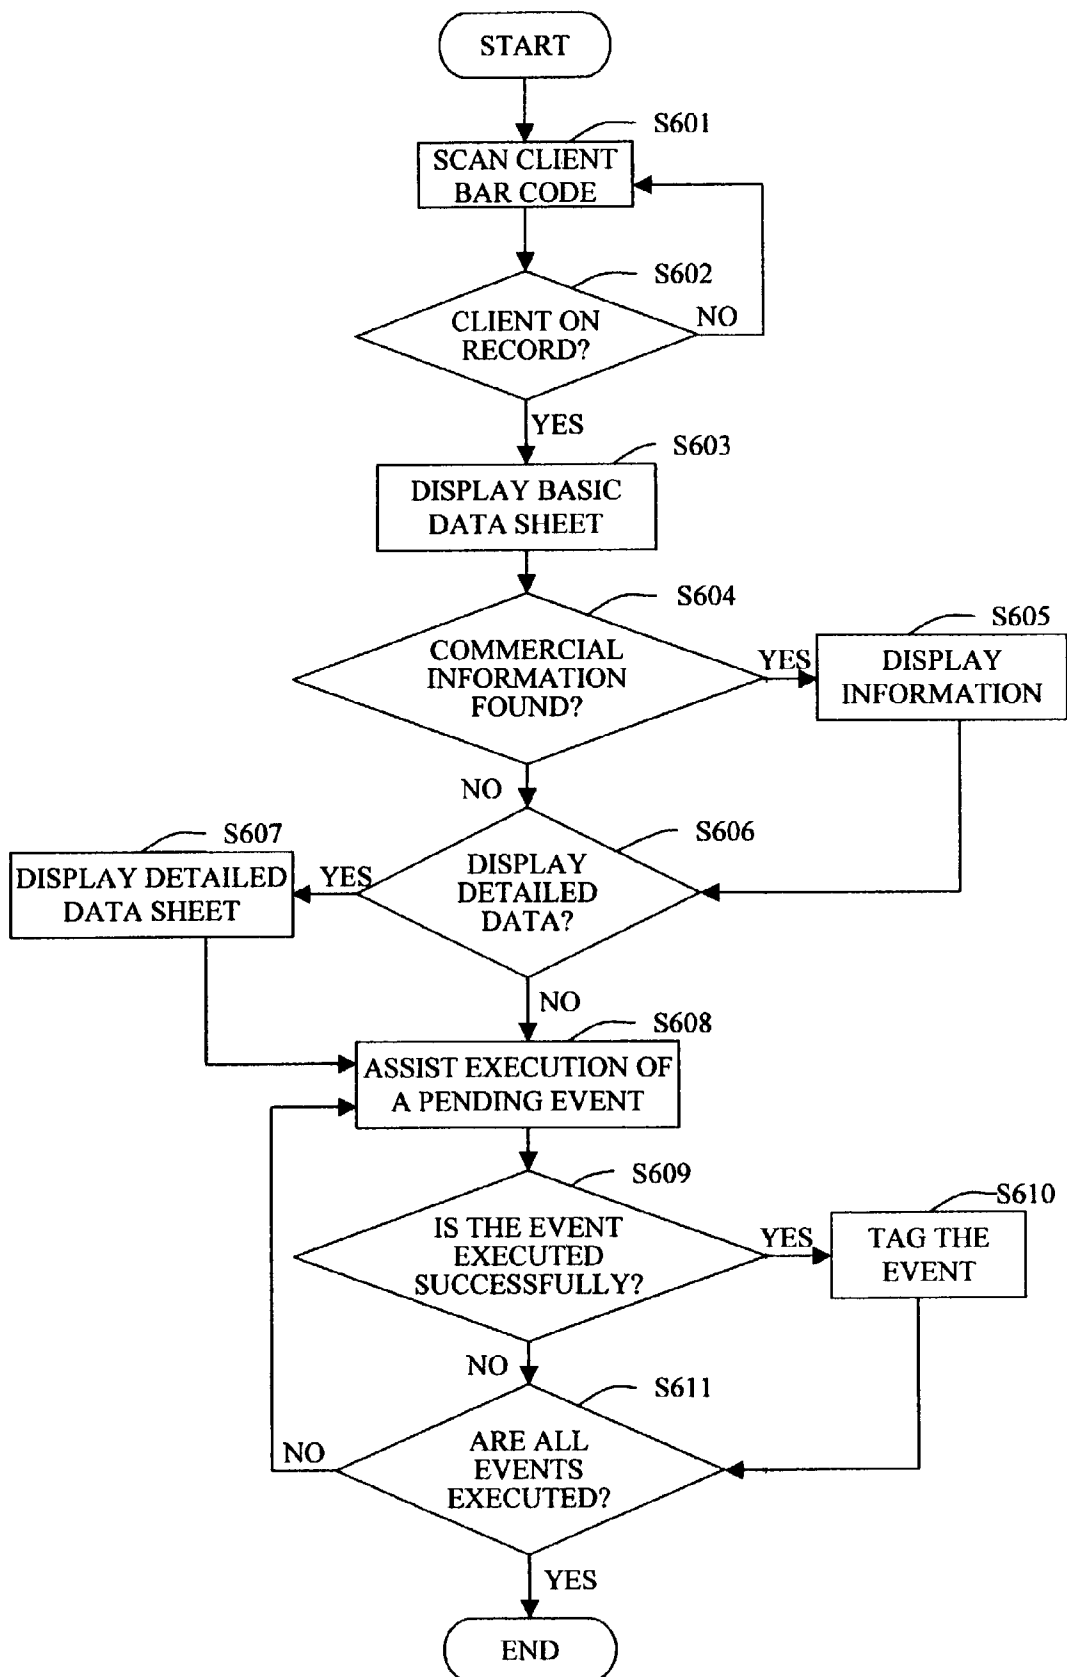 START
S601
SCAN CLIENT
BAR CODE
S602
CLIENT ON
RECORD?
NO
YES
S603
DISPLAY BASIC
DATA SHEET
S604
COMMERCIAL
INFORMATION
FOUND?
YES
S605
DISPLAY
INFORMATION
NO
S606
DISPLAY
DETAILED
DATA?
YES
S607
DISPLAY DETAILED
DATA SHEET
NO
S608
ASSIST EXECUTION OF
A PENDING EVENT
S609
IS THE EVENT
EXECUTED
SUCCESSFULLY?
YES
S610
TAG THE
EVENT
NO
S611
ARE ALL
EVENTS
EXECUTED?
NO
YES
END